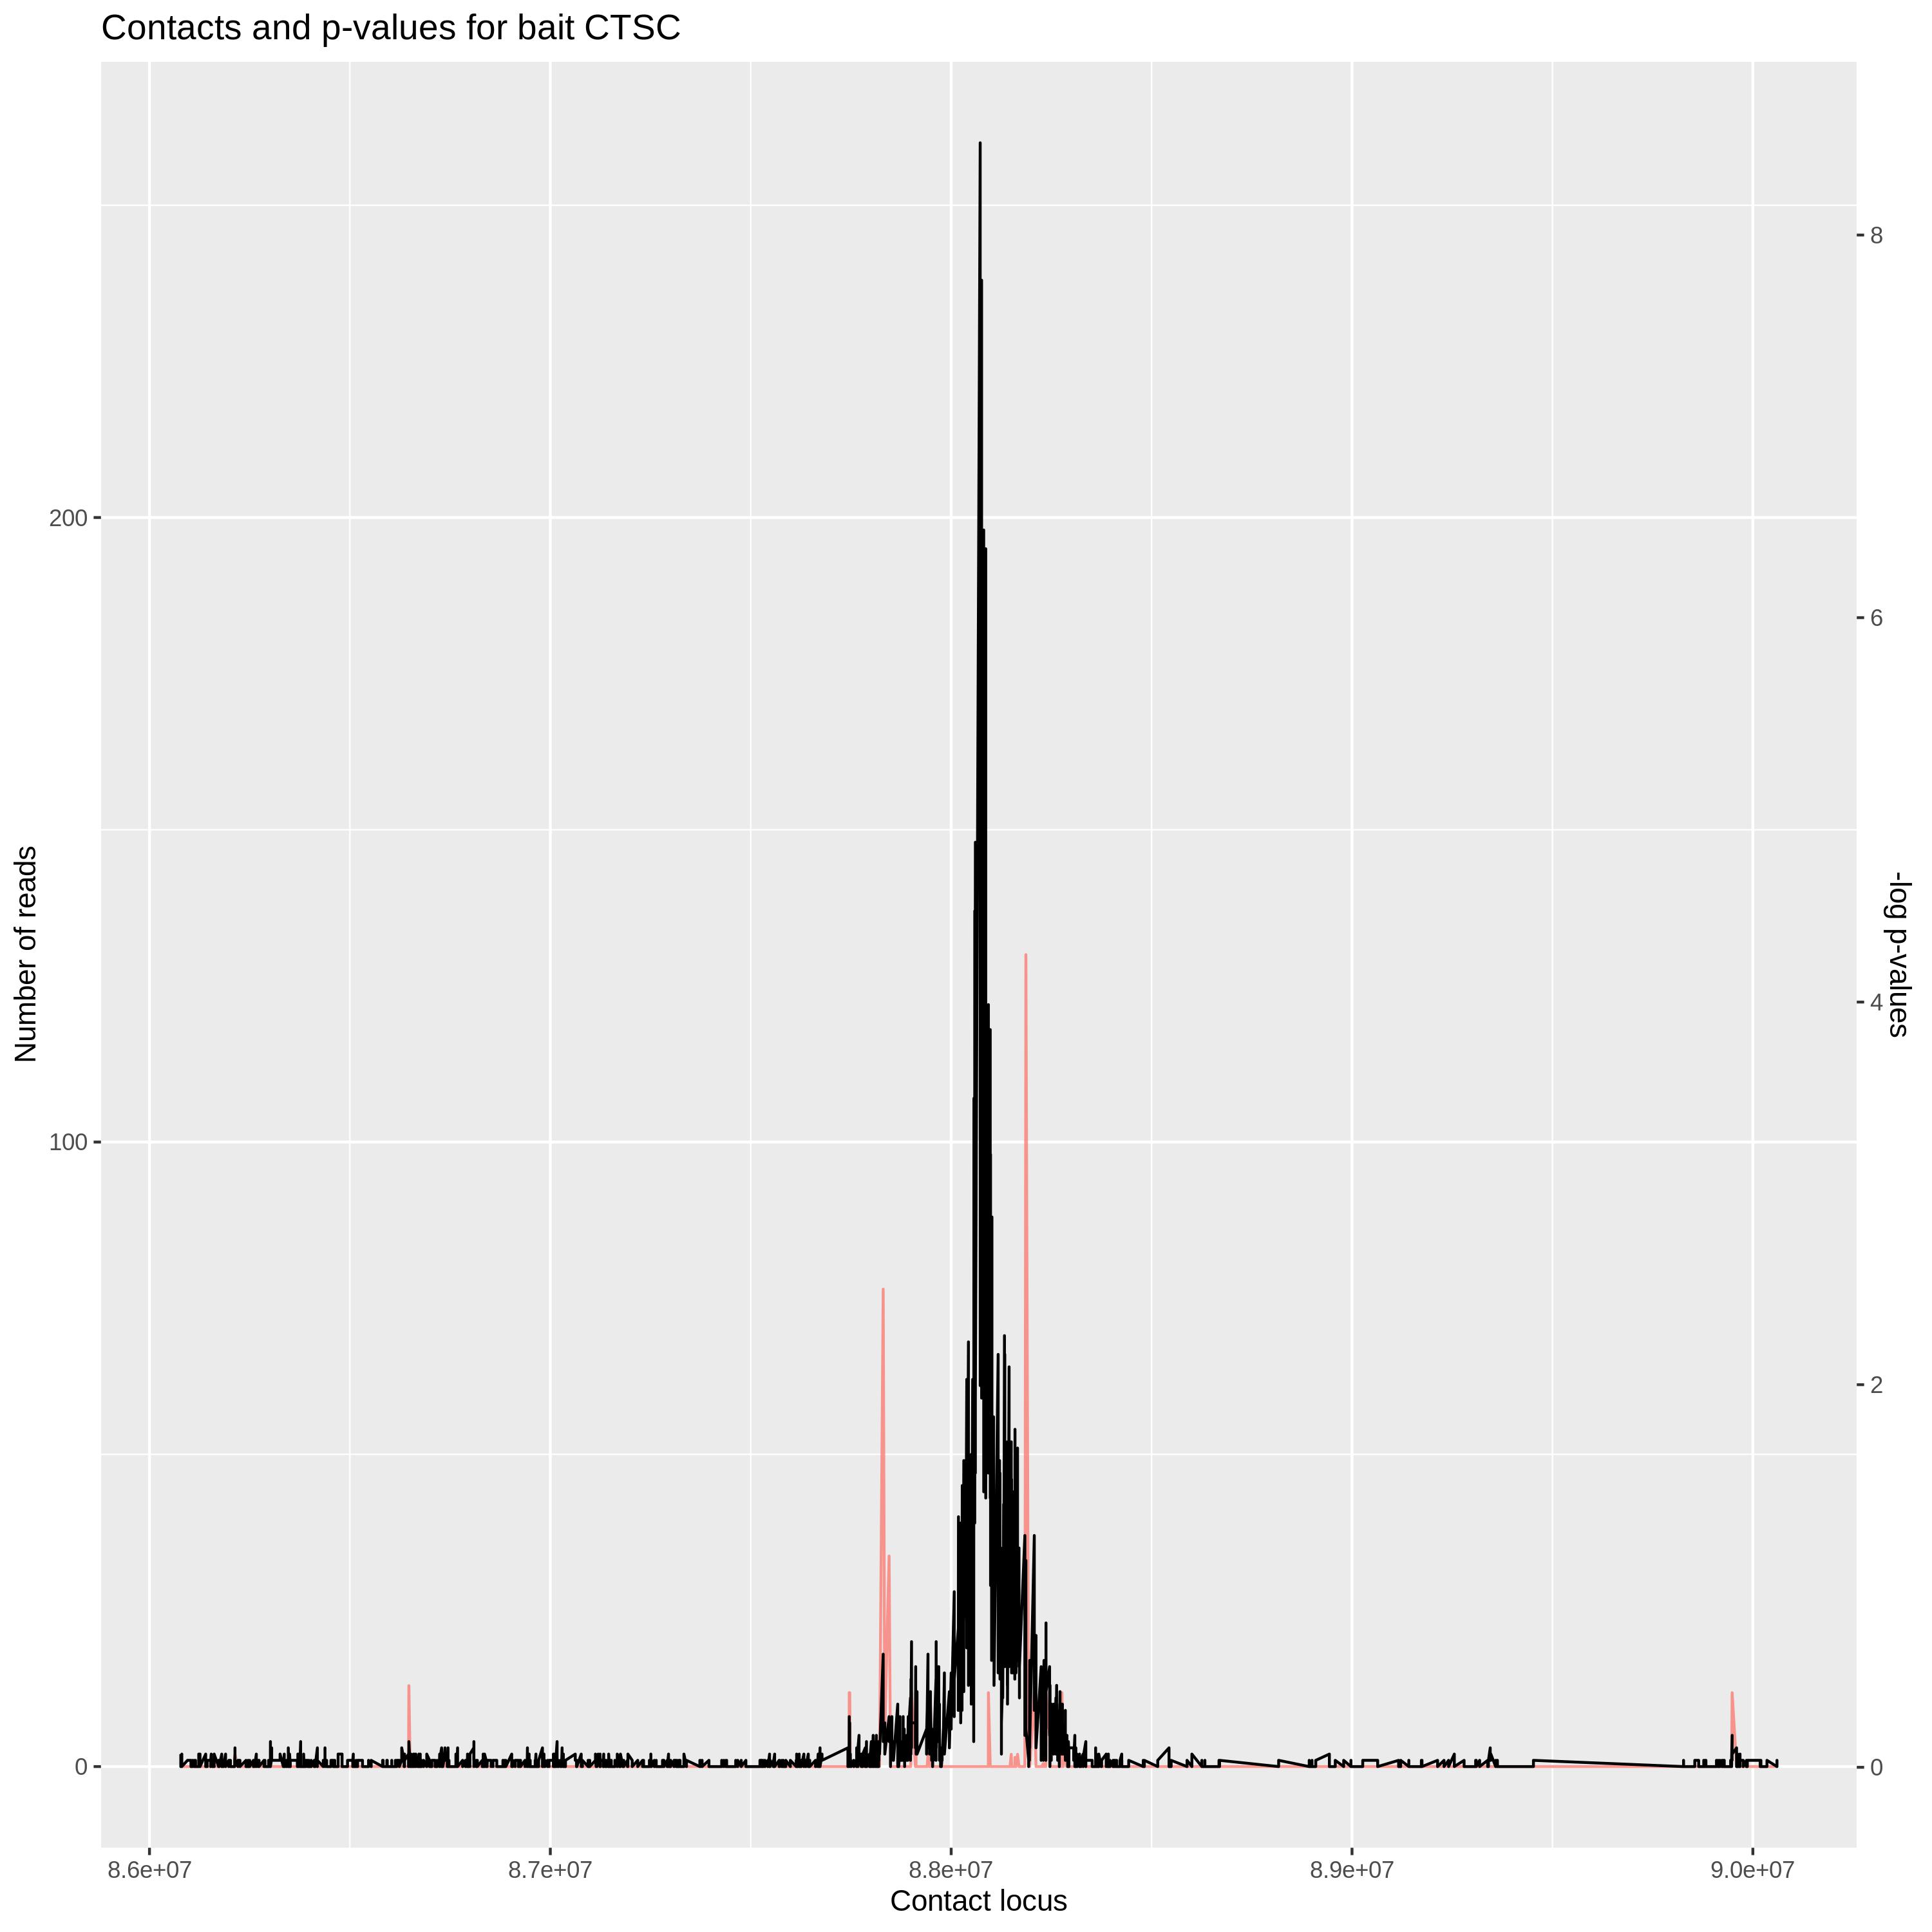 Contacts and p-values for bait CTSC
Number of reads
200
100
0
8
6
4
2
0
-log p-values
8.6e+07
8.7e+07
8.8e+07
8.9e+07
9.0e+07
Contact locus